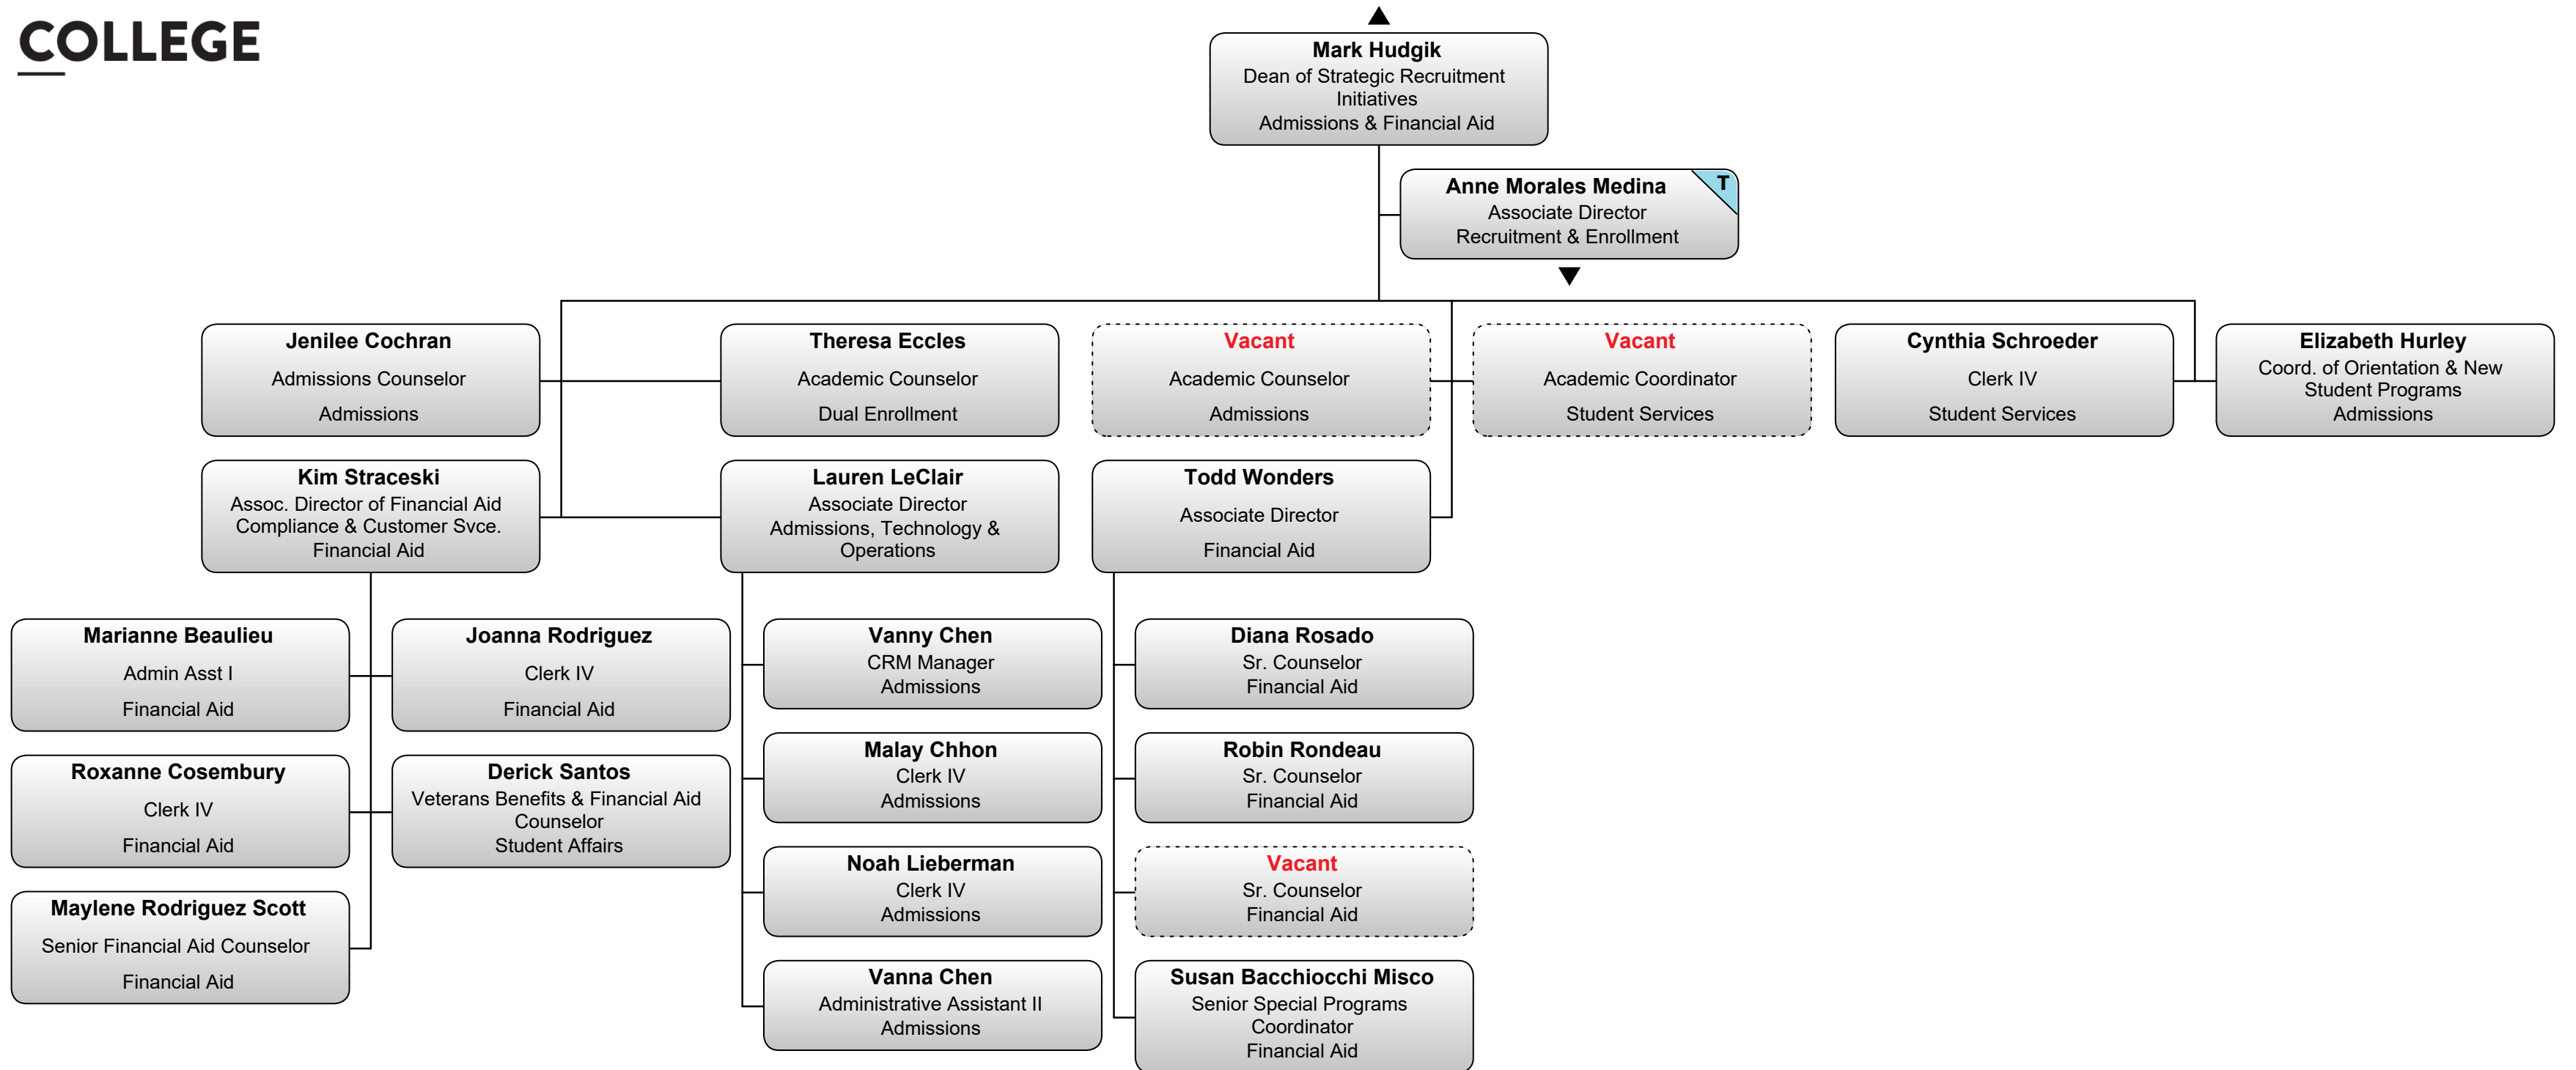 COLLEGE
Mark Hudgik
Dean of Strategic Recruitment
Initiatives
Admissions & Financial Aid
Anne Morales Medina
T
Associate Director
Recruitment & Enrollment
Jenilee Cochran
Admissions Counselor
Admissions
Theresa Eccles
Academic Counselor
Dual Enrollment
Vacant
Academic Counselor
Admissions
Vacant
Academic Coordinator
Student Services
Cynthia Schroeder
Clerk IV
Student Services
Elizabeth Hurley
Coord. of Orientation & New
Student Programs
Admissions
Kim Straceski
Assoc. Director of Financial Aid
Compliance & Customer Svce.
Financial Aid
Lauren LeClair
Associate Director
Admissions, Technology &
Operations
Todd Wonders
Associate Director
Financial Aid
Marianne Beaulieu
Admin Asst I
Financial Aid
Joanna Rodriguez
Clerk IV
Financial Aid
Roxanne Cosembury
Clerk IV
Financial Aid
Derick Santos
Veterans Benefits & Financial Aid
Counselor
Student Affairs
Maylene Rodriguez Scott
Senior Financial Aid Counselor
Financial Aid
Vanny Chen
CRM Manager
Admissions
Malay Chhon
Clerk IV
Admissions
Noah Lieberman
Clerk IV
Admissions
Vanna Chen
Administrative Assistant II
Admissions
Diana Rosado
Sr. Counselor
Financial Aid
Robin Rondeau
Sr. Counselor
Financial Aid
Vacant
Sr. Counselor
Financial Aid
Susan Bacchiocchi Misco
Senior Special Programs
Coordinator
Financial Aid